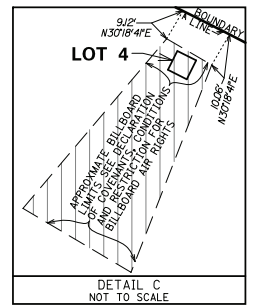 9.12'
N30°18'41"E
BOUNDARY
LINE
LOT 4
10.06'
N30°18'41"E
APPROXMATE BILLBOARD
LIMITS SEE DECLARATION
OF COVENANTS, CONDITIONS
AND RESTRICTION FOR
BILLBOARD AIR RIGHTS
DETAIL C
NOT TO SCALE